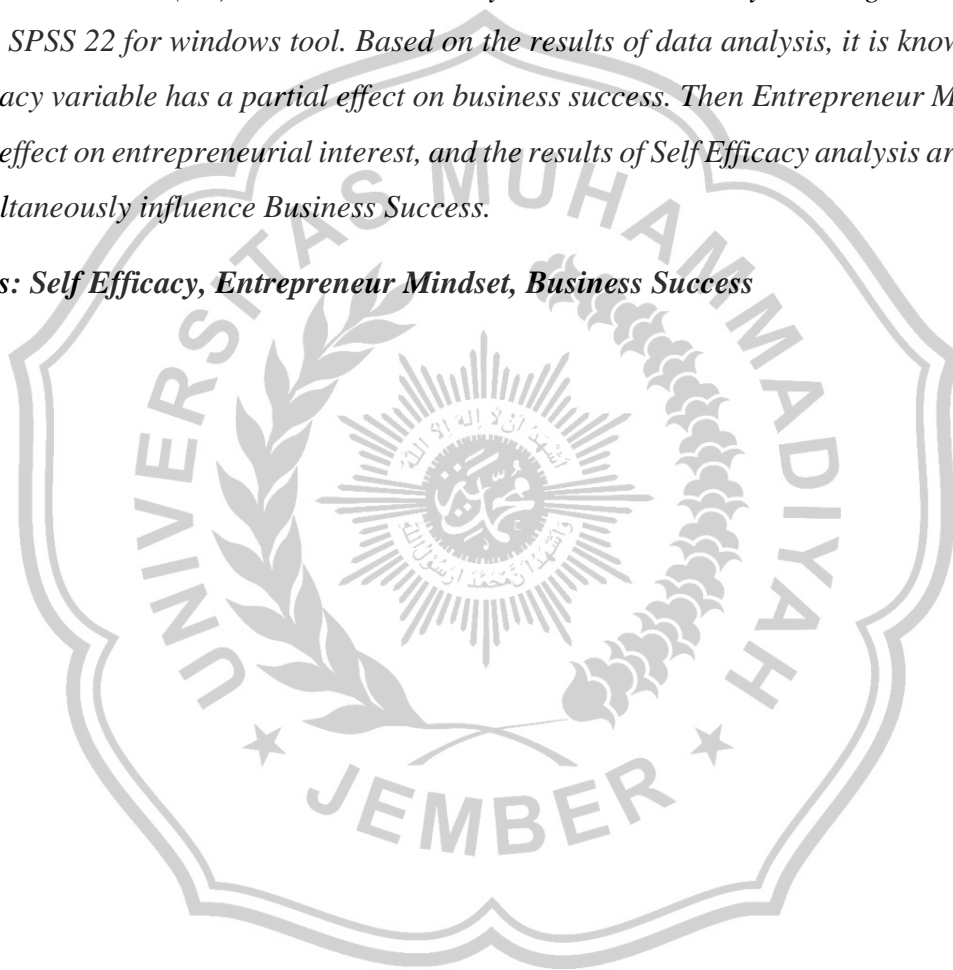 SPSS 22 for windows tool. Based on the results of data analysis, it is know
acy variable has a partial effect on business success. Then Entrepreneur M
effect on entrepreneurial interest, and the results of Self Efficacy analysis ar
ltaneously influence Business Success.
s: Self Efficacy, Entrepreneur Mindset, Business Success
UNIVERSITAS MUHAMMADIYAH
JEMBER